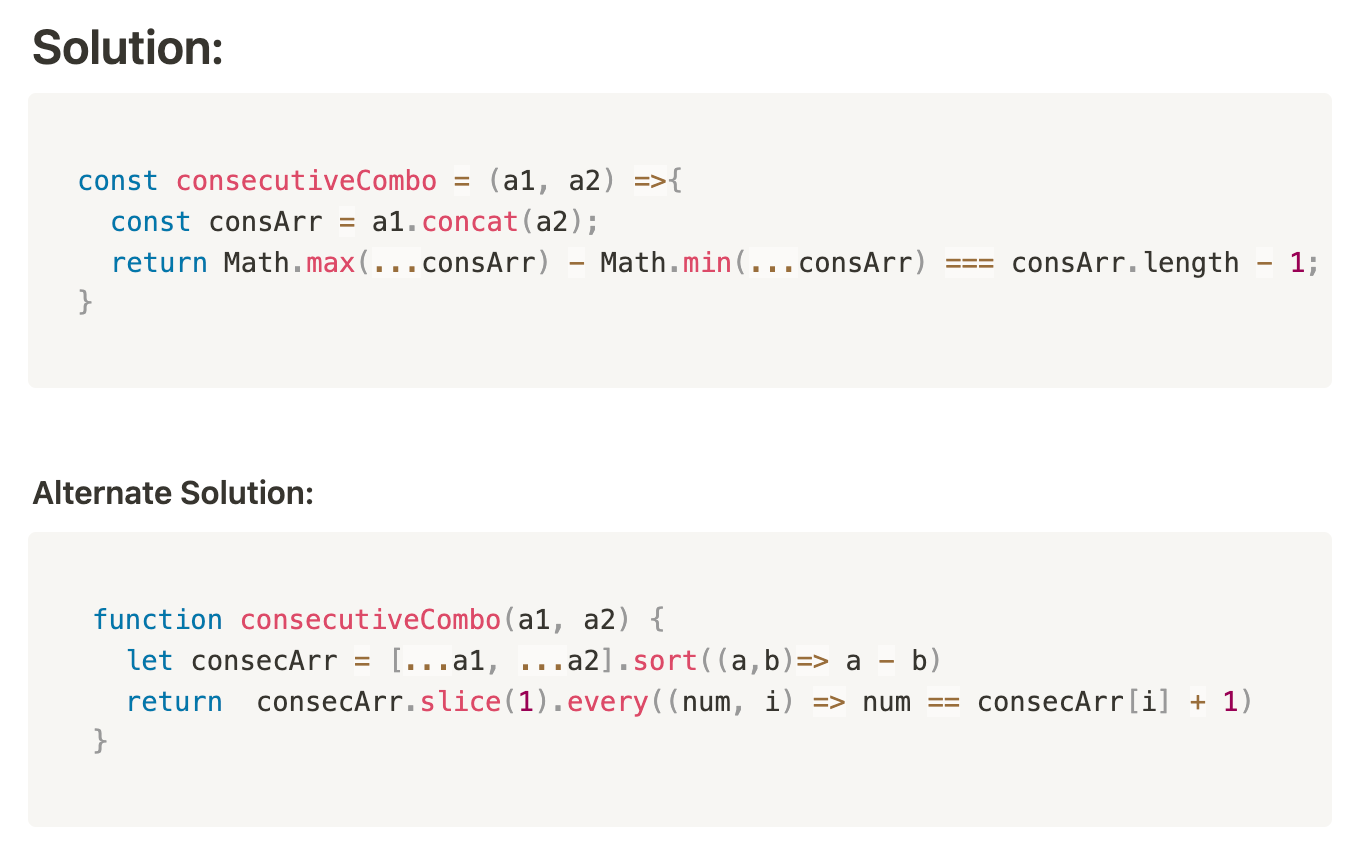 Solution:
const consecutiveCombo = (a1, a2) =>{
  const consArr = a1.concat(a2);
  return Math.max(...consArr) - Math.min(...consArr) === consArr.length - 1;
}
Alternate Solution:
function consecutiveCombo(a1, a2) {
  let consecArr = [...a1, ...a2].sort((a,b)=> a - b)
  return  consecArr.slice(1).every((num, i) => num == consecArr[i] + 1)
}